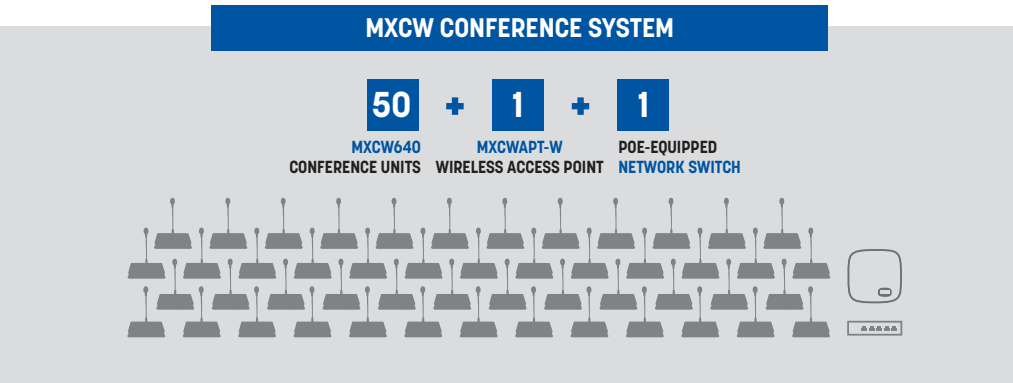 MXCW CONFERENCE SYSTEM
50 + 1 + 1
MXCW640
CONFERENCE UNITS
MXCWAPT-W
WIRELESS ACCESS POINT
POE-EQUIPPED
NETWORK SWITCH